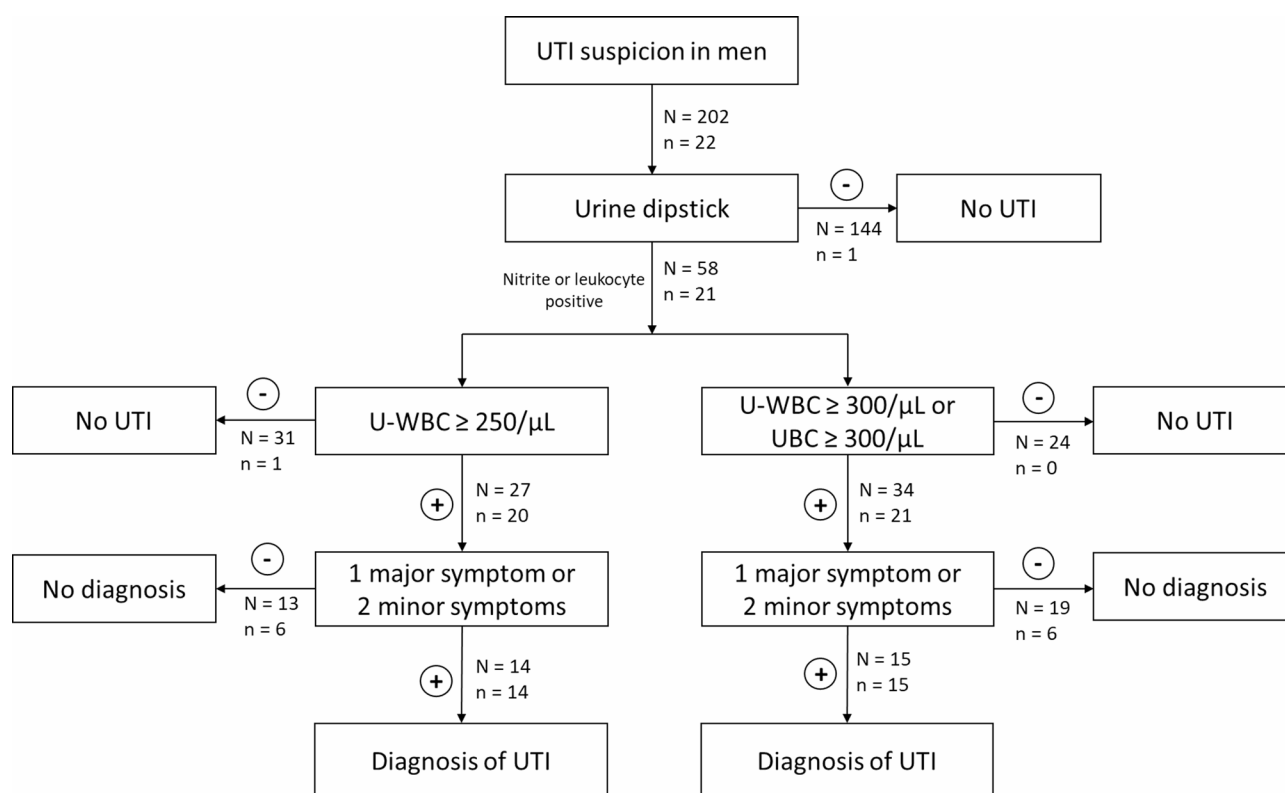 UTI suspicion in men
N = 202
n = 22
Urine dipstick
-
N = 144
n = 1
No UTI
Nitrite or leukocyte
positive
N = 58
n = 21
No UTI
-
N = 31
n = 1
U-WBC ≥ 250/µL
U-WBC ≥ 300/µL or
UBC ≥ 300/µL
-
N = 24
n = 0
No UTI
+
N = 27
n = 20
+
N = 34
n = 21
No diagnosis
-
N = 13
n = 6
1 major symptom or
2 minor symptoms
1 major symptom or
2 minor symptoms
-
N = 19
n = 6
No diagnosis
+
N = 14
n = 14
+
N = 15
n = 15
Diagnosis of UTI
Diagnosis of UTI